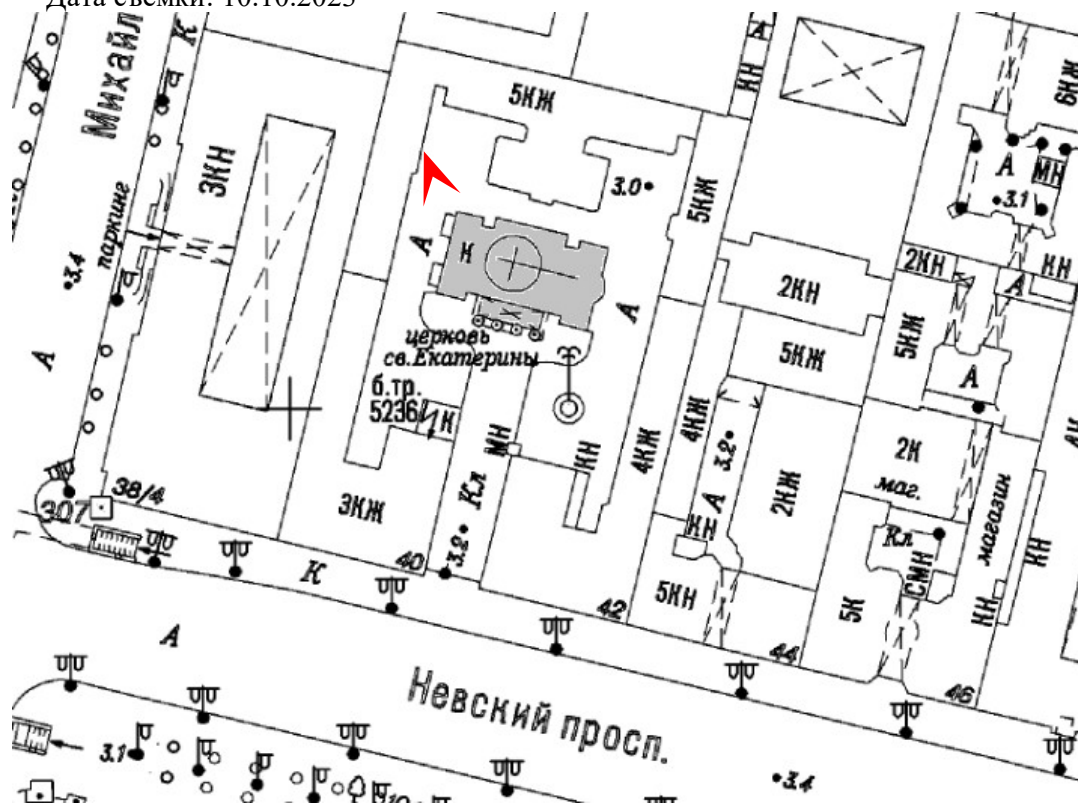 Дата съемки: 10.10.2023
Михайл
К
А
КН
6КЖ
5КЖ
3КН
3.0
5КЖ
А
МН
3.1
паркинг
А
К
2КН
КН
А
3.4
2КН
А
церковь
св.Екатерины
5КЖ
5КЖ
А
А
б.тр.
5236
К
МН
КН
4КЖ
4КЖ
3.2
А
2КЖ
2К
маг.
магазин
38/4
307
3КЖ
Кл
3.2
КН
Кл
СМН
КН
КН
40
К
42
5КН
44
5К
46
А
Невский просп.
3.1
3.4